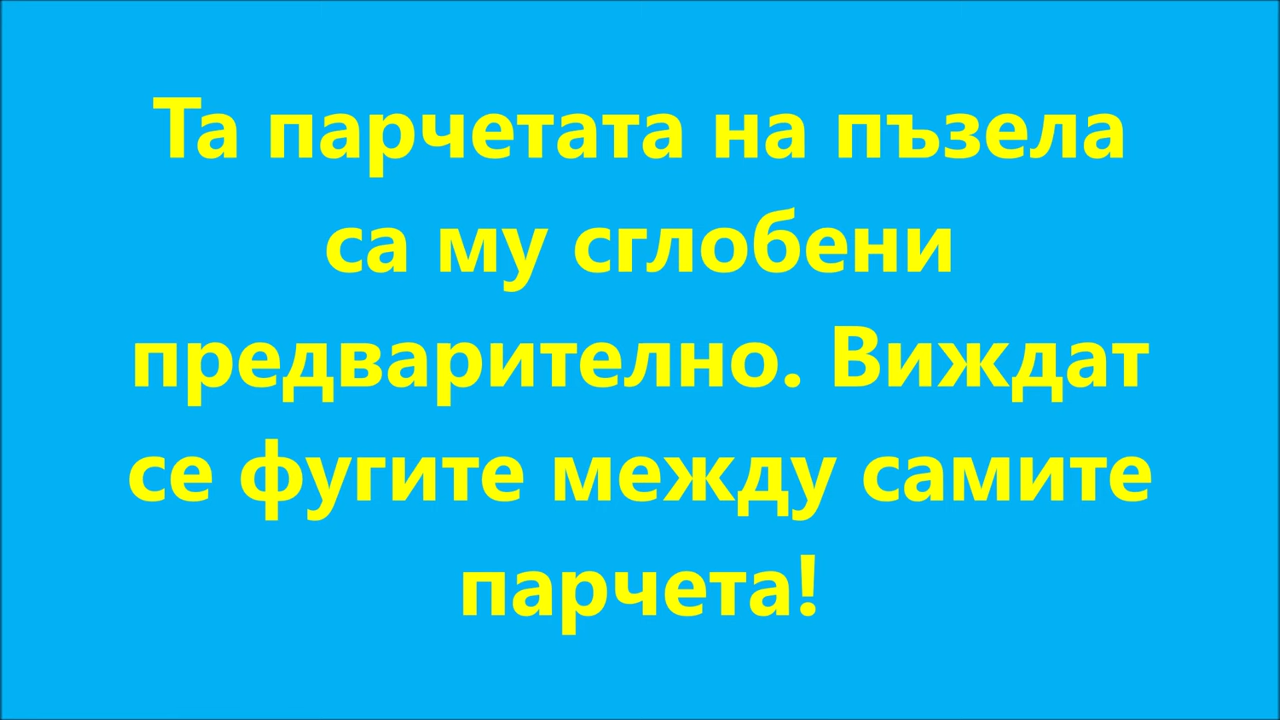 Та парчетата на пъзела
са му сглобени
предварително. Виждат
се фугите между самите
парчета!